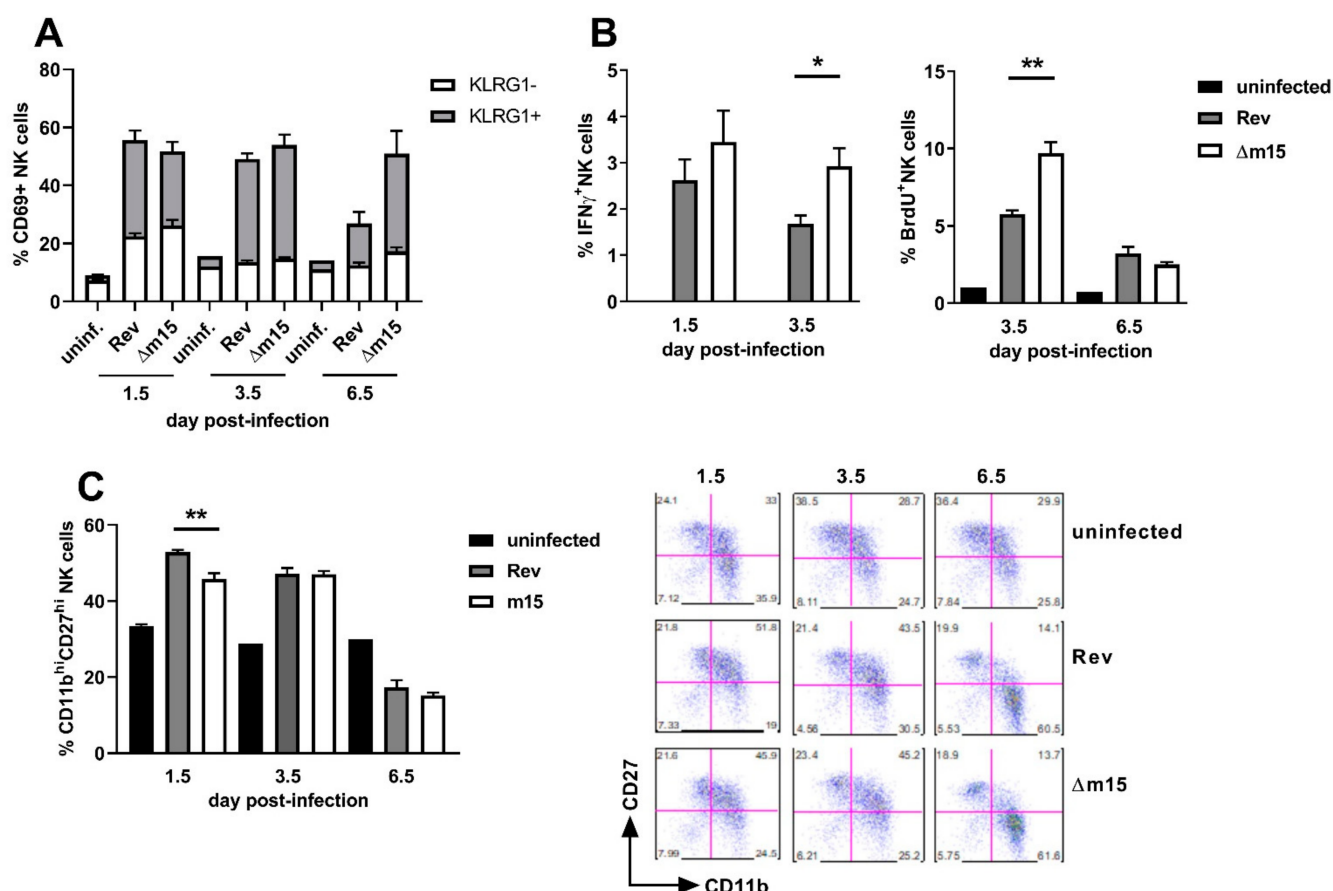 A
% CD69+ NK cells
80
60
40
20
0
KLRG1-
KLRG1+
uninf.
Rev
Δm15
uninf.
Rev
Δm15
uninf.
Rev
Δm15
1.5
3.5
6.5
day post-infection
B
% IFNγ⁺NK cells
5
4
3
2
1
0
*
1.5
3.5
day post-infection
% BrdU⁺NK cells
15
10
5
0
**
3.5
6.5
day post-infection
uninfected
Rev
Δm15
C
% CD11bʰⁱCD27ʰⁱ NK cells
60
40
20
0
**
1.5
3.5
6.5
day post-infection
uninfected
Rev
m15
1.5 3.5 6.5
24.1 33 38.5 28.7 36.4 29.9
uninfected
7.12 35.9 8.11 24.7 7.84 25.8
21.8 51.8 21.4 43.5 19.9 14.1
Rev
7.33 19 4.56 30.5 5.53 60.5
21.6 45.9 23.4 45.2 18.9 13.7
Δm15
7.99 24.5 6.21 25.2 5.75 61.6
CD27
CD11b